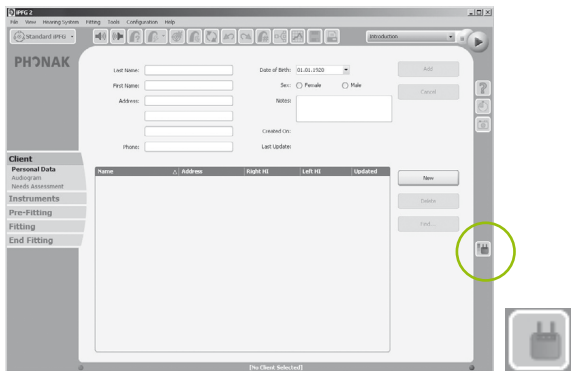 iPFG 2
File View Hearing System Fitting Tools Configuration Help
Standard iPFG
Introduction
PHONAK
Last Name:
First Name:
Address:
Phone:
Date of Birth: 01.01.1920
Sex: Female Male
Notes:
Created On:
Last Update:
Add
Cancel
Client
Personal Data
Audiogram
Needs Assessment
Instruments
Pre-Fitting
Fitting
End Fitting
Name Address Right HI Left HI Updated
New
Delete
Find...
[No Client Selected]